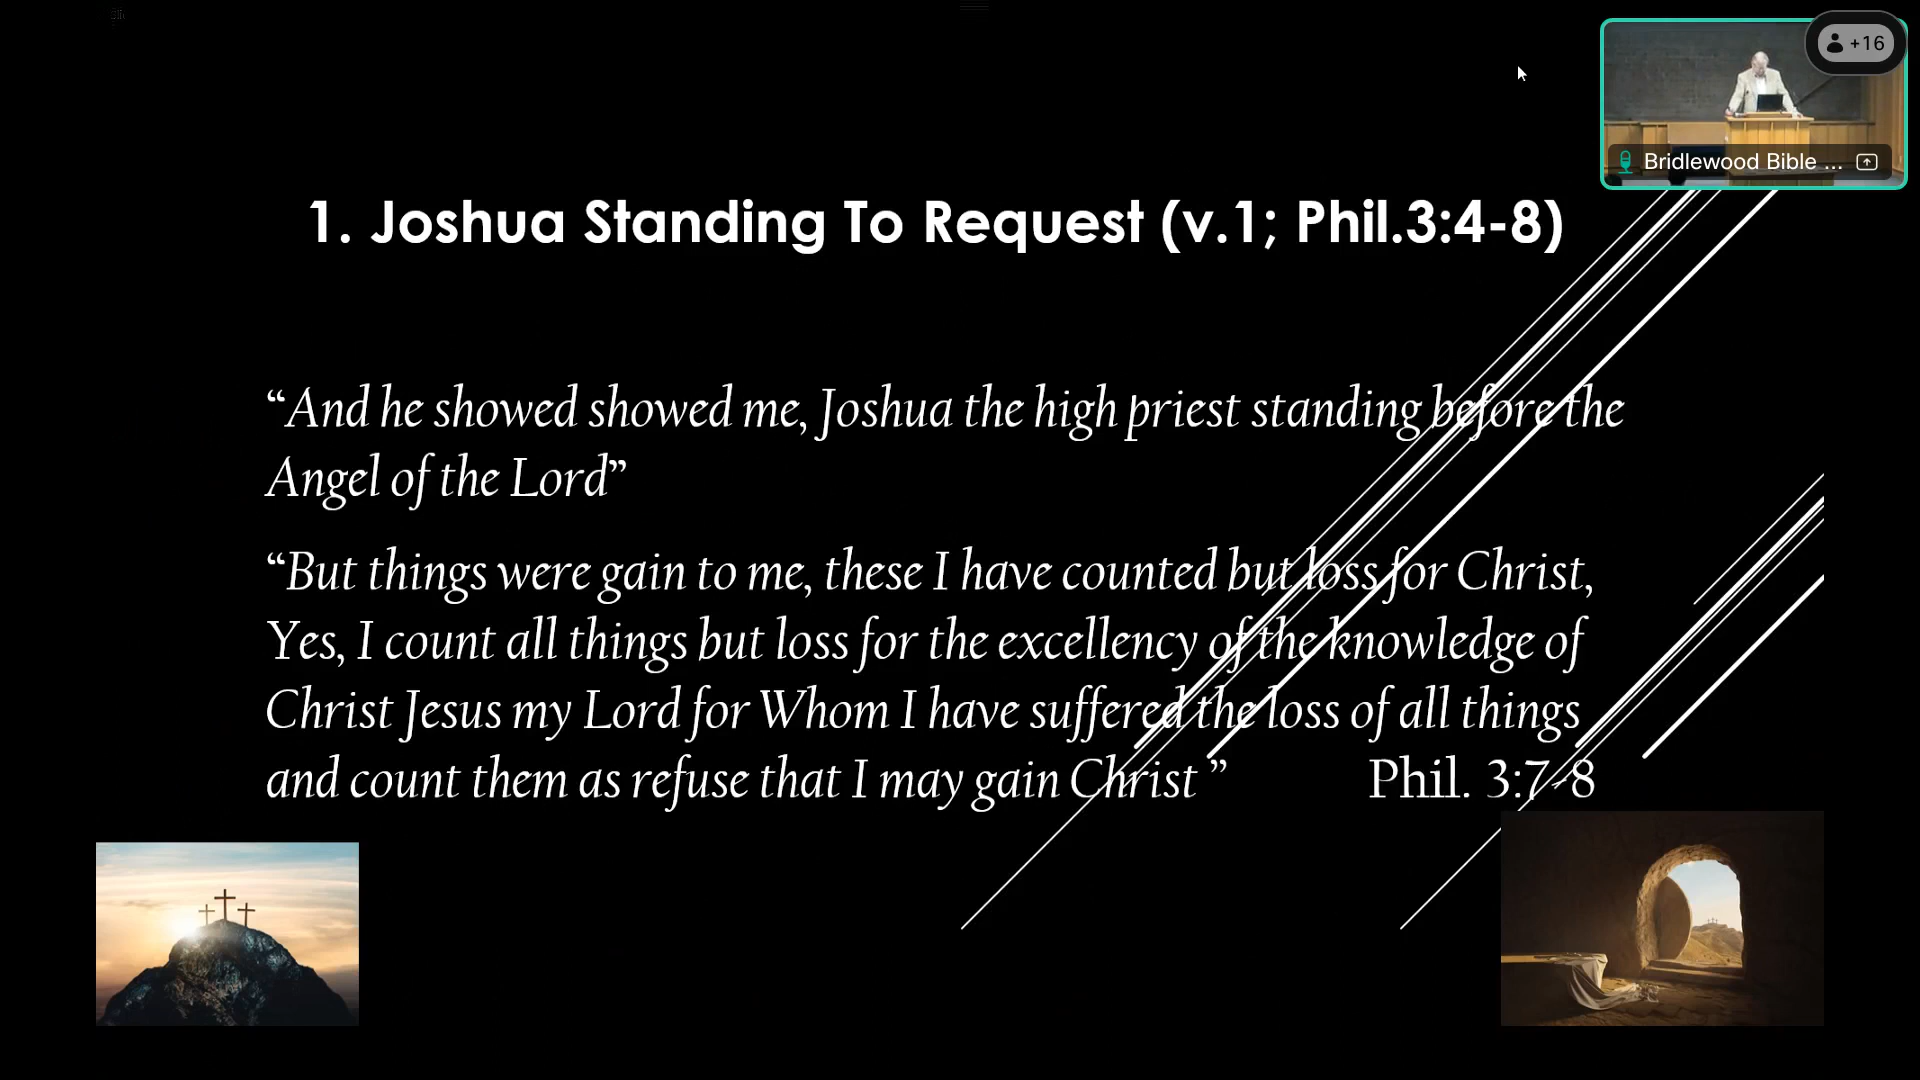 +16
Bridlewood Bible ...
1. Joshua Standing To Request (v.1; Phil.3:4-8)
“And he showed showed me, Joshua the high priest standing before the
Angel of the Lord”
“But things were gain to me, these I have counted but loss for Christ,
Yes, I count all things but loss for the excellency of the knowledge of
Christ Jesus my Lord for Whom I have suffered the loss of all things
and count them as refuse that I may gain Christ ” Phil. 3:7-8